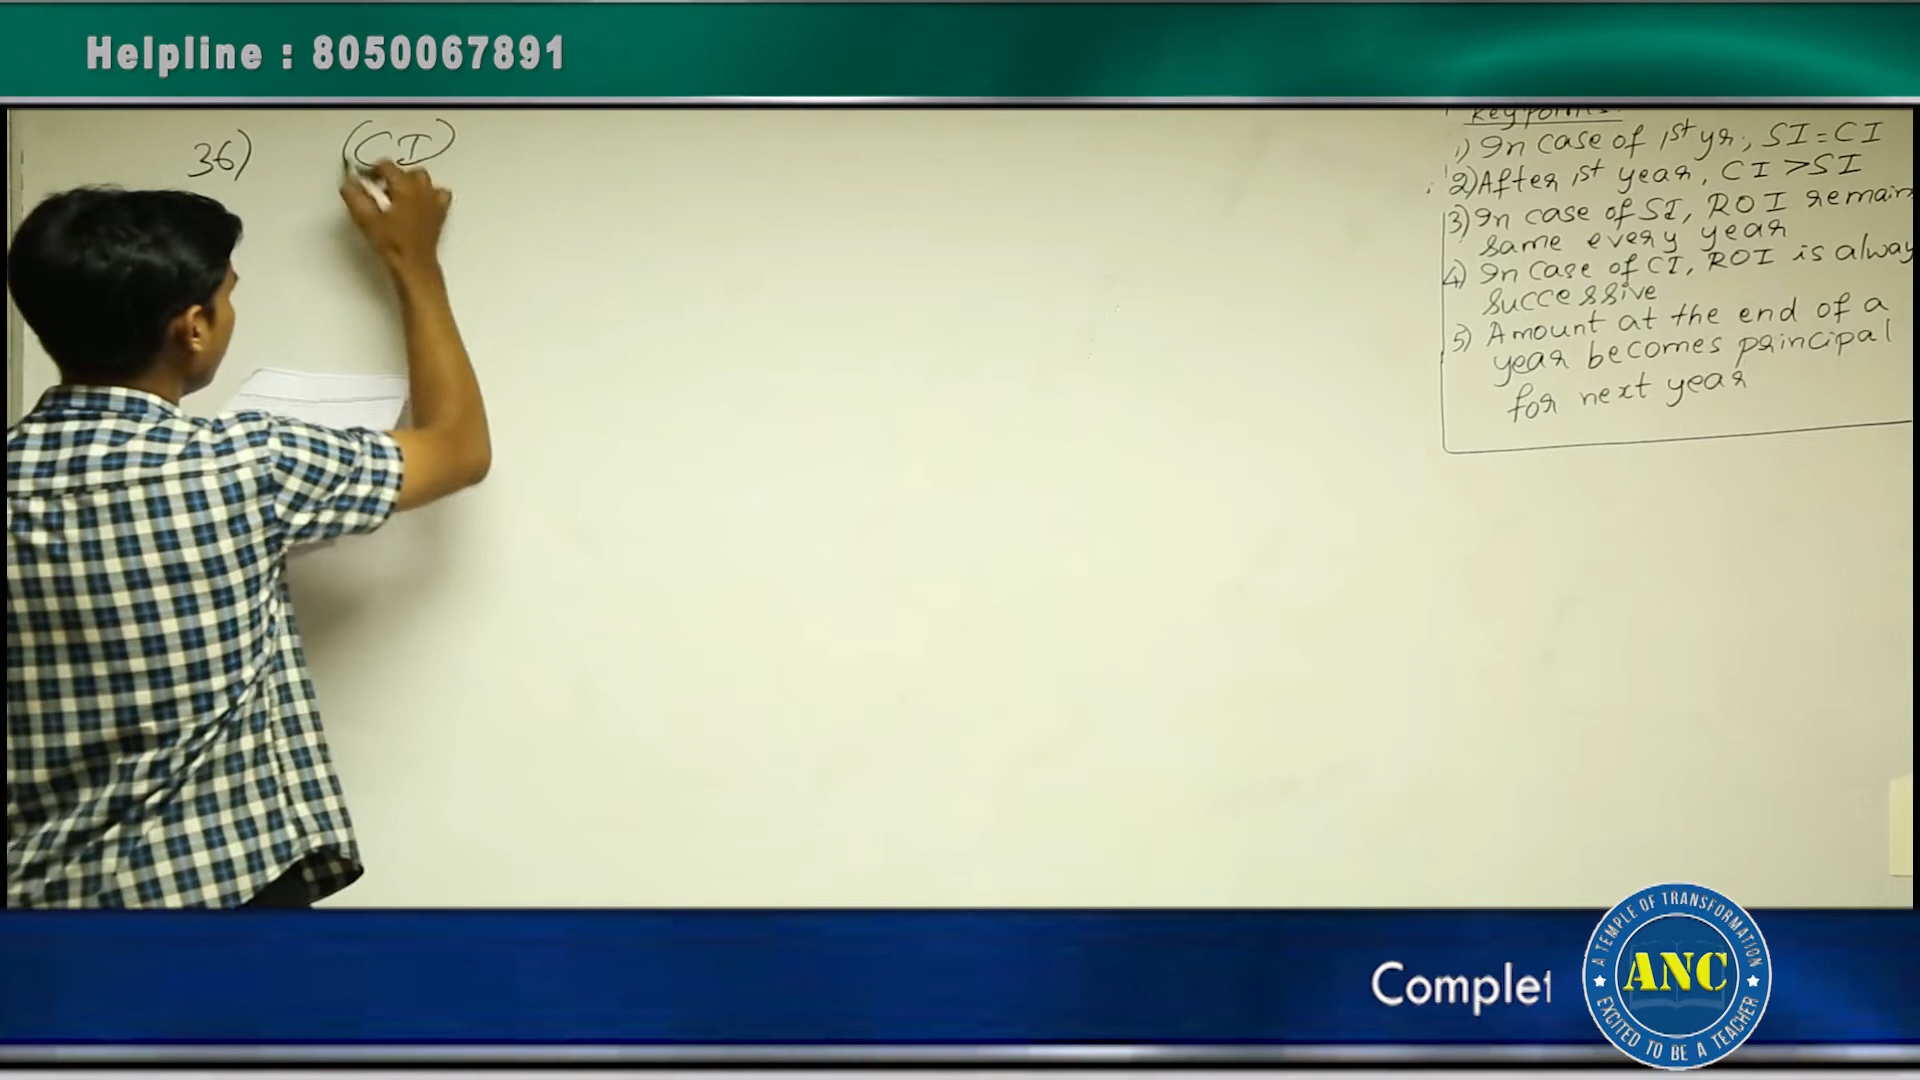 Helpline : 8050067891
36) (CI)
Key points:
1) In case of 1st yr, SI = CI
2) After 1st year, CI > SI
3) In case of SI, ROI remain
same every year
4) In case of CI, ROI is alway
successive
5) Amount at the end of a
year becomes principal
for next year
Complet
A TEMPLE OF TRANSFORMATION
ANC
EXCITED TO BE A TEACHER